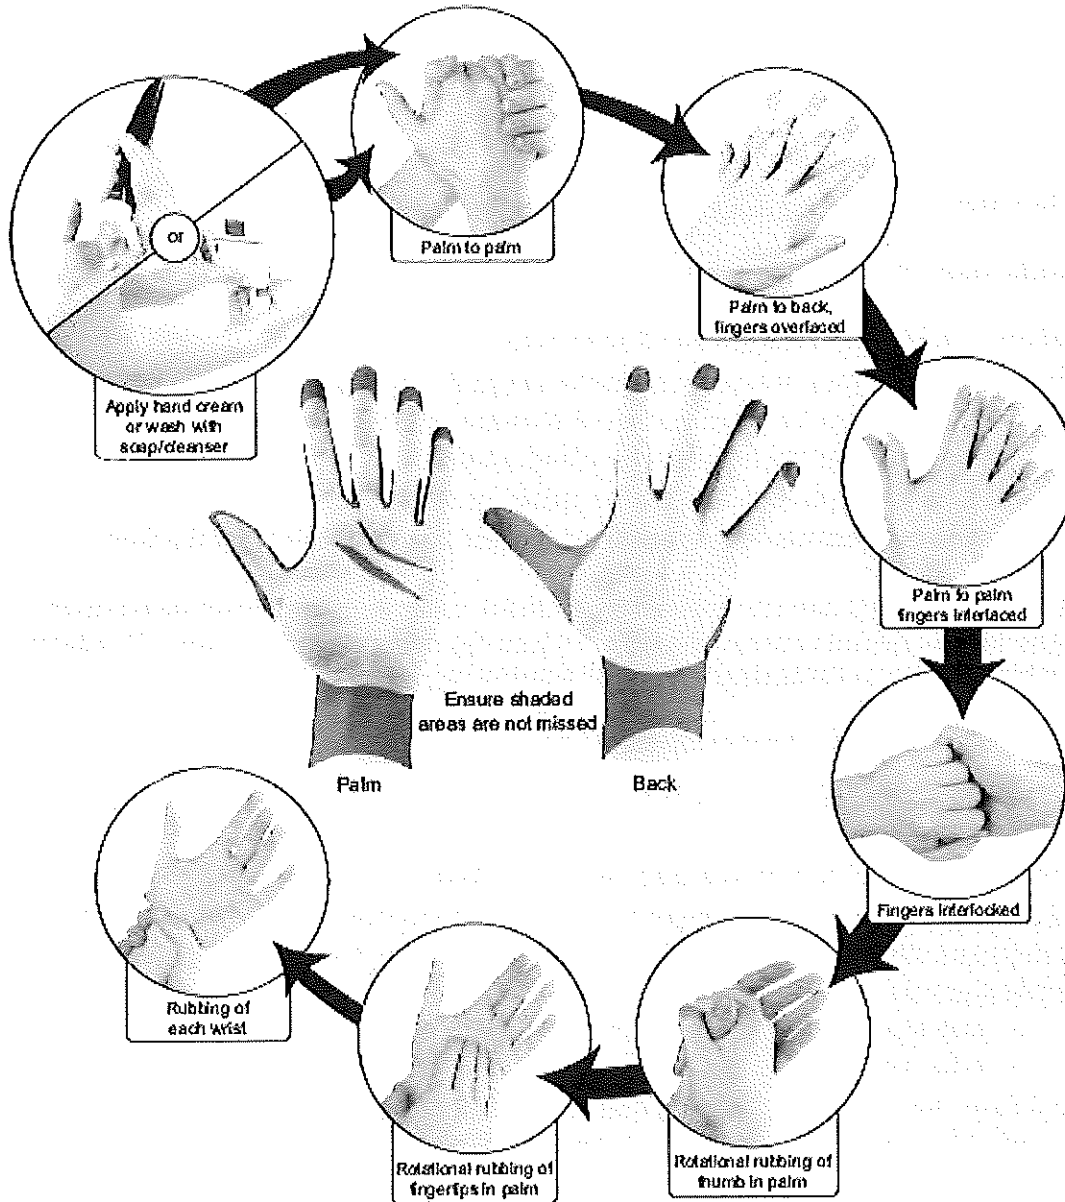 or
Apply hand cream
or wash with
soap/cleanser
Palm to palm
Palm to back,
fingers overlaced
Palm to palm
fingers interlaced
Fingers interlocked
Rotational rubbing of
thumb in palm
Rotational rubbing of
fingertips in palm
Rubbing of
each wrist
Ensure shaded
areas are not missed
Palm
Back